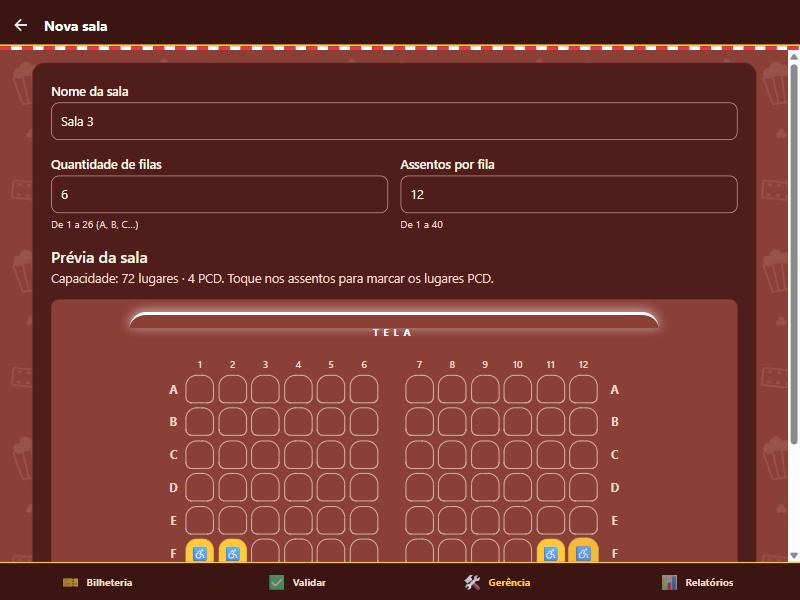 Nova sala
Nome da sala
Sala 3
Quantidade de filas
Assentos por fila
6
12
De 1 a 26 (A, B, C...)
De 1 a 40
Prévia da sala
Capacidade: 72 lugares · 4 PCD. Toque nos assentos para marcar os lugares PCD.
TELA
1 2 3 4 5 6 7 8 9 10 11 12
A A
B B
C C
D D
E E
F F
Bilheteria
Validar
Gerência
Relatórios